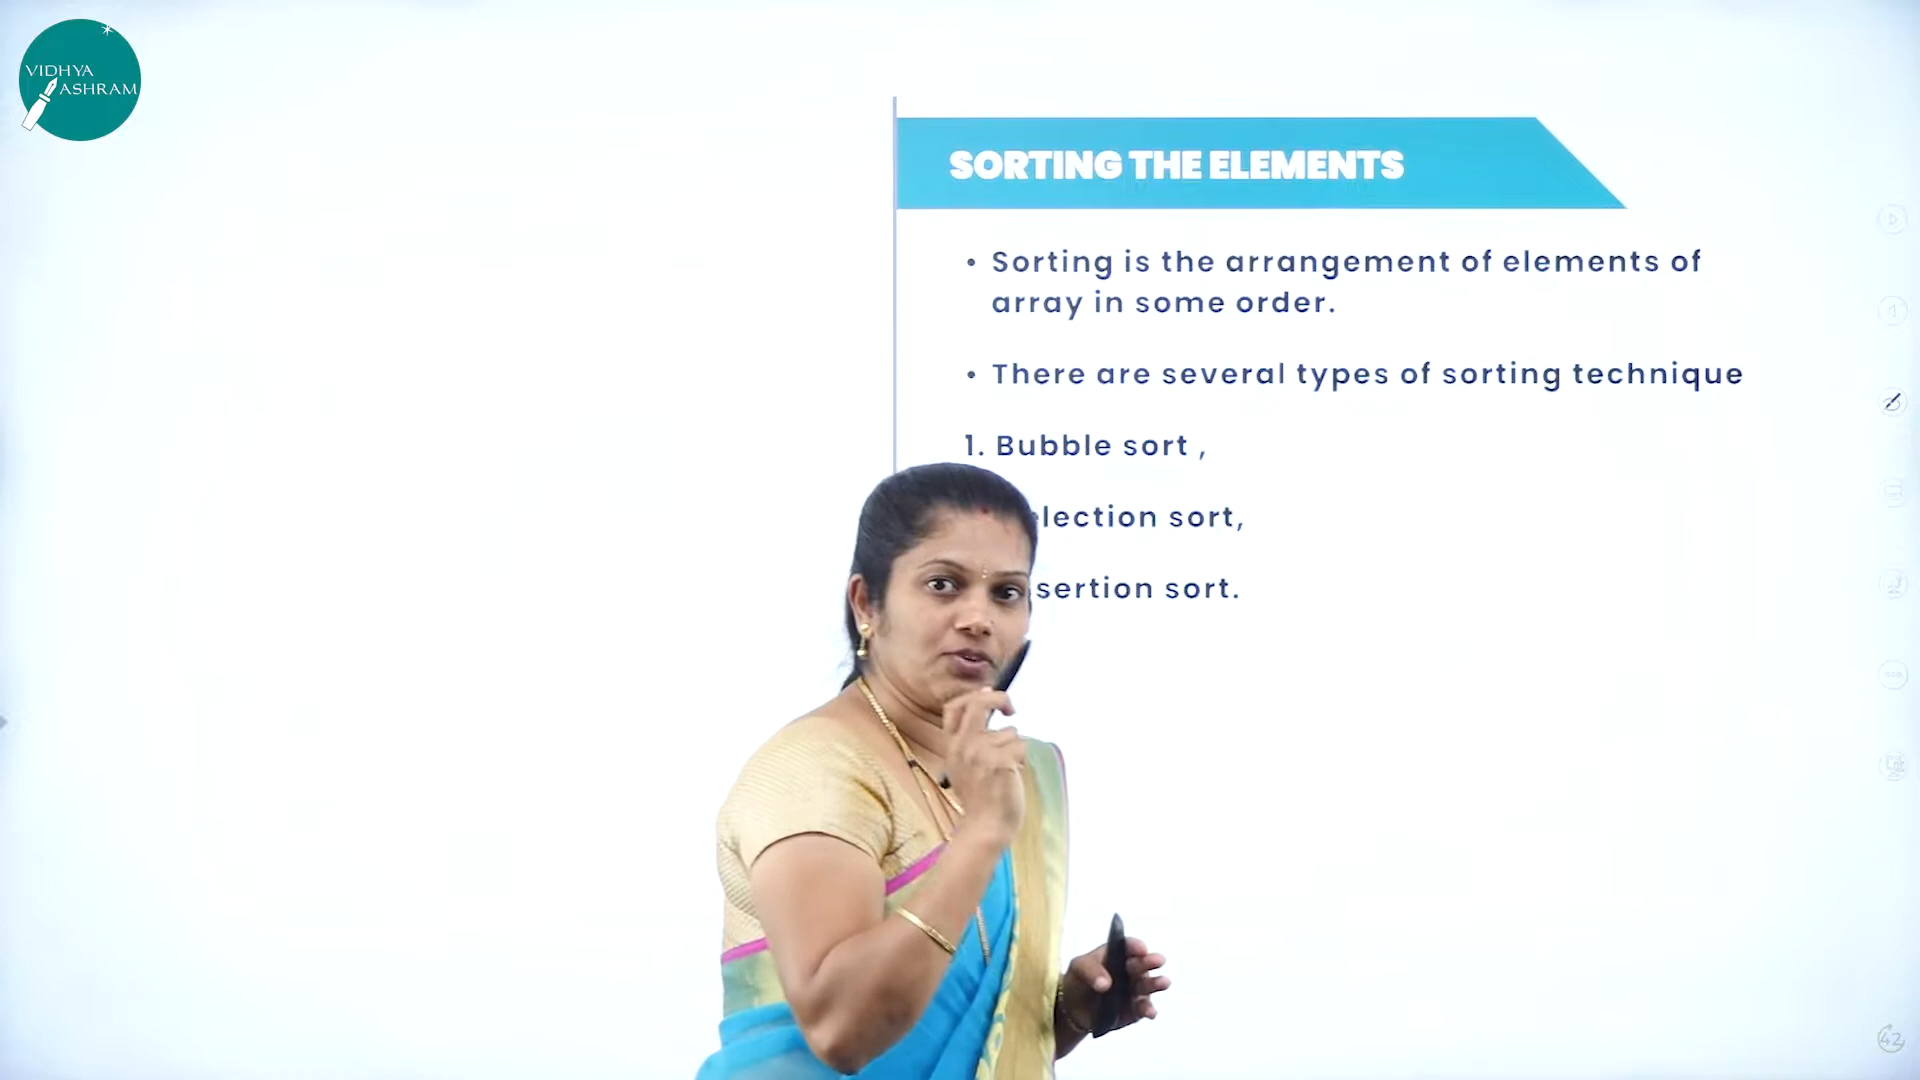 VIDHYA
ASHRAM
SORTING THE ELEMENTS
• Sorting is the arrangement of elements of
array in some order.
• There are several types of sorting technique
1. Bubble sort ,
lection sort,
sertion sort.
42